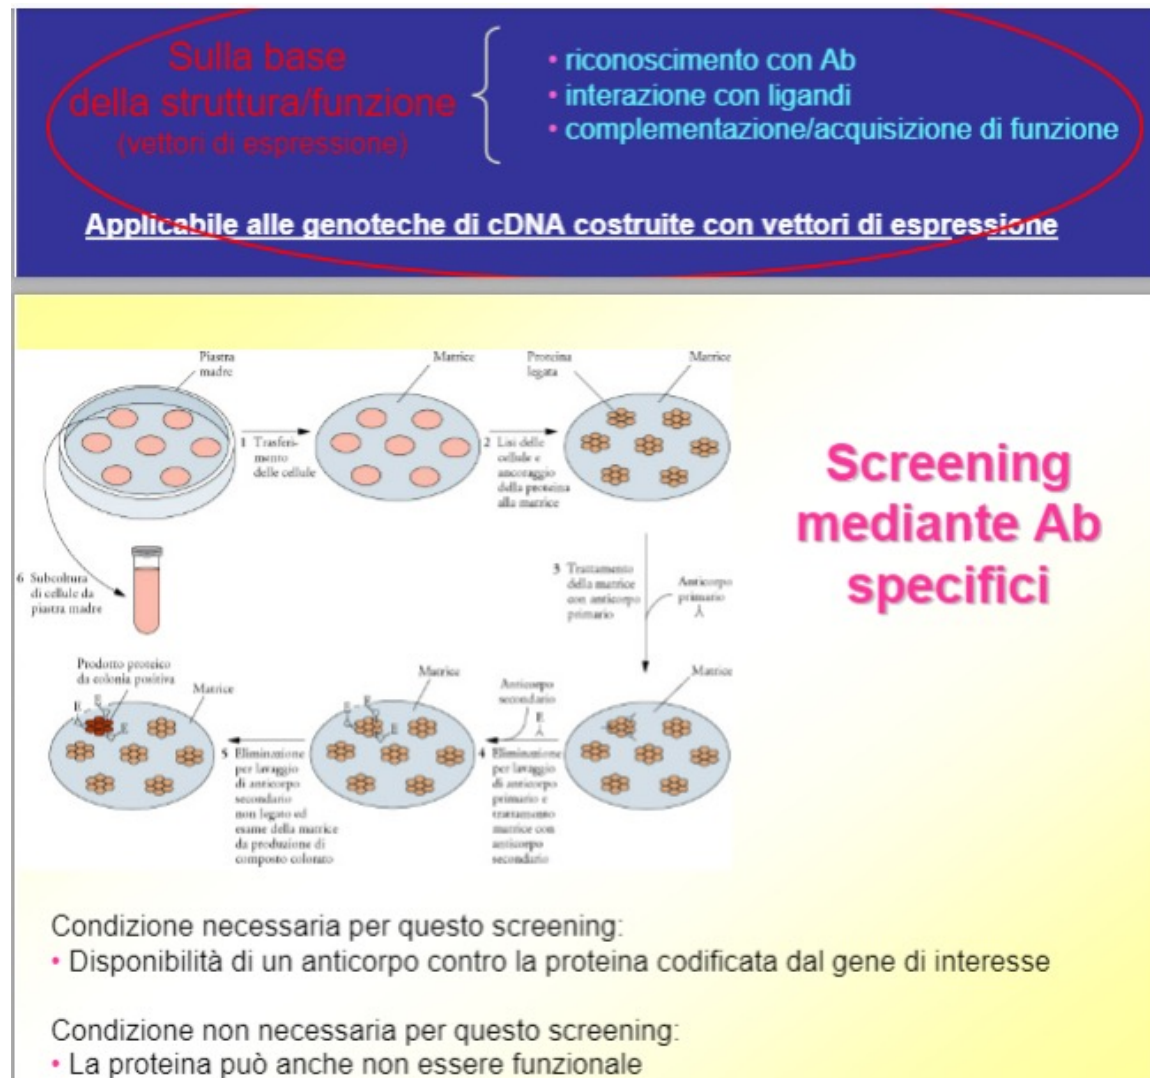 Sulla base
della struttura/funzione
(vettori di espressione)
• riconoscimento con Ab
• interazione con ligandi
• complementazione/acquisizione di funzione
Applicabile alle genoteche di cDNA costruite con vettori di espressione
Piastra
madre
Matrice
Proteina
legata
Matrice
1 Trasferi-
mento
delle cellule
2 Lisi delle
cellule e
ancoraggio
della proteina
alla matrice
Screening
mediante Ab
specifici
3 Trattamento
della matrice
con anticorpo
primario
Anticorpo
primario
6 Subcoltura
di cellule da
piastra madre
Prodotto proteico
da colonia positiva
Matrice
E
E
E
5 Eliminazione
per lavaggio
di anticorpo
secondario
non legato ed
esame della matrice
da produzione di
composto colorato
Matrice
E
E
E
Anticorpo
secondario
E
4 Eliminazione
per lavaggio
di anticorpo
primario e
trattamento
matrice con
anticorpo
secondario
Matrice
Condizione necessaria per questo screening:
• Disponibilità di un anticorpo contro la proteina codificata dal gene di interesse
Condizione non necessaria per questo screening:
• La proteina può anche non essere funzionale